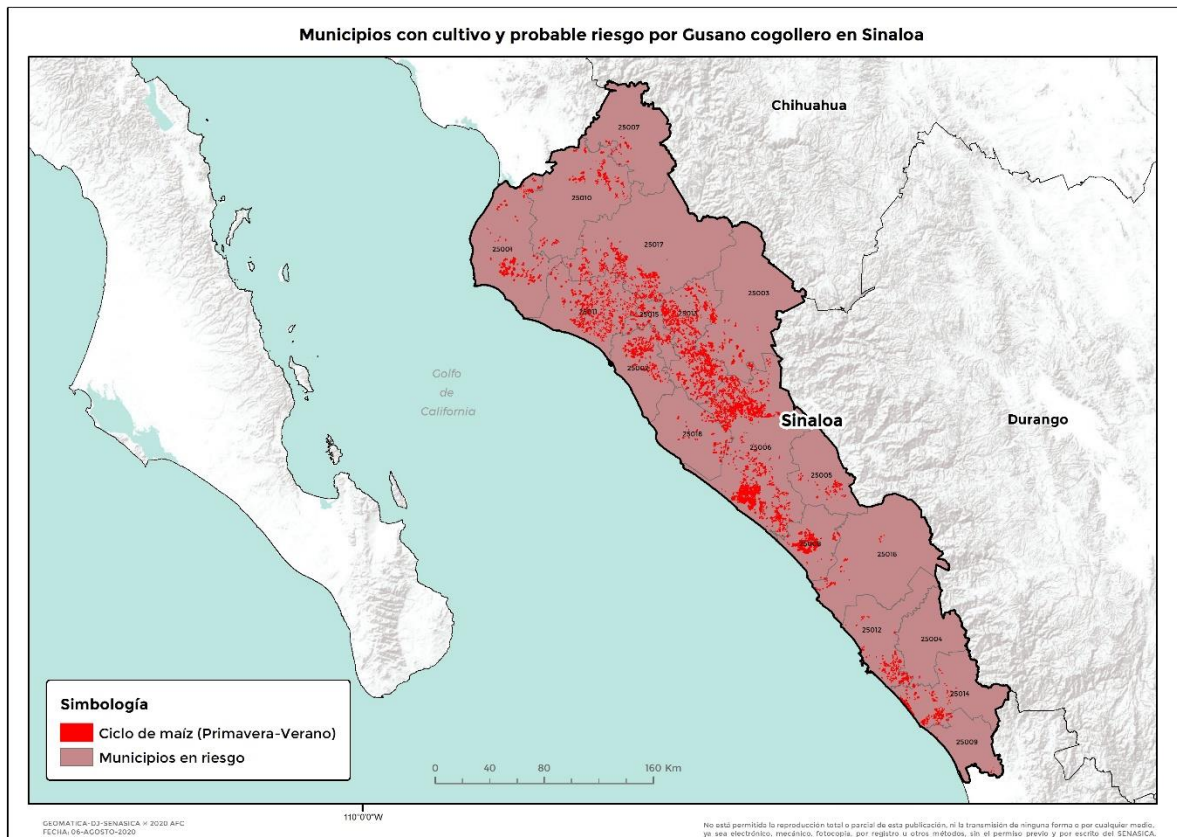 Municipios con cultivo y probable riesgo por Gusano cogollero en Sinaloa
Chihuahua
25007
25010
25001
25017
25003
25011
25015
25013
25002
Golfo
de
California
Sinaloa
Durango
25018
25006
25005
25016
25012
25004
25014
25009
Simbología
Ciclo de maíz (Primavera-Verano)
Municipios en riesgo
0 40 80 160 Km
110°0'0"W
GEOMATICA-DJ-SENASICA © 2020 AFC
FECHA: 06-AGOSTO-2020
No está permitida la reproducción total o parcial de esta publicación, ni la transmisión de ninguna forma o por cualquier medio,
ya sea electrónico, mecánico, fotocopia, por registro u otros métodos, sin el permiso previo y por escrito del SENASICA.